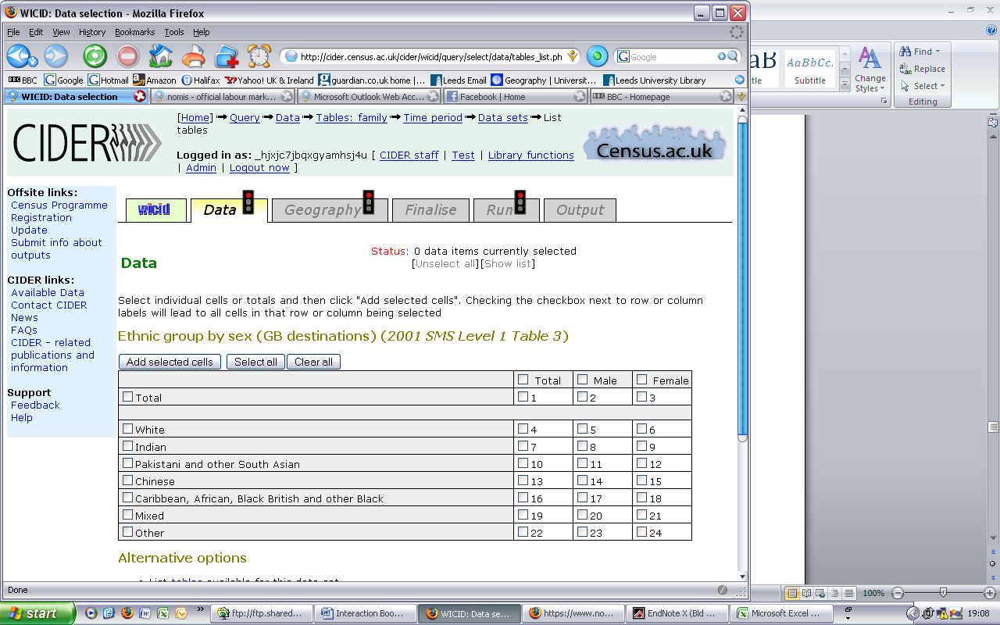 WICID: Data selection - Mozilla Firefox
File Edit View History Bookmarks Tools Help
http://cider.census.ac.uk/cider/wicid/query/select/data/tables_list.ph
Google
BBC Google Hotmail Amazon Halifax Yahoo! UK & Ireland guardian.co.uk home |... Leeds Email Geography | Universit... Leeds University Library
WICID: Data selection nomis - official labour mark... Microsoft Outlook Web Acc... Facebook | Home BBC - Homepage
CIDER
[Home] Query Data Tables: family Time period Data sets List
tables
Logged in as: _hjxjc7jbqxgyamhsj4u [ CIDER staff | Test | Library functions
| Admin | Logout now ]
Census.ac.uk
Offsite links:
Census Programme
Registration
Update
Submit info about
outputs
CIDER links:
Available Data
Contact CIDER
News
FAQs
CIDER - related
publications and
information
Support
Feedback
Help
wicid Data Geography Finalise Run Output
Data
Status: 0 data items currently selected
[Unselect all][Show list]
Select individual cells or totals and then click "Add selected cells". Checking the checkbox next to row or column
labels will lead to all cells in that row or column being selected
Ethnic group by sex (GB destinations) (2001 SMS Level 1 Table 3)
Add selected cells Select all Clear all
Total Male Female
Total 1 2 3
White 4 5 6
Indian 7 8 9
Pakistani and other South Asian 10 11 12
Chinese 13 14 15
Caribbean, African, Black British and other Black 16 17 18
Mixed 19 20 21
Other 22 23 24
Alternative options
List tables available for this data set
Done
AaBbCc.
tle Subtitle
Change
Styles
Find
Replace
Select
Editing
100%
start
ftp://ftp.shared... Interaction Boo... WICID: Data se... https://www.no... EndNote X (Bld ... Microsoft Excel ...
19:08